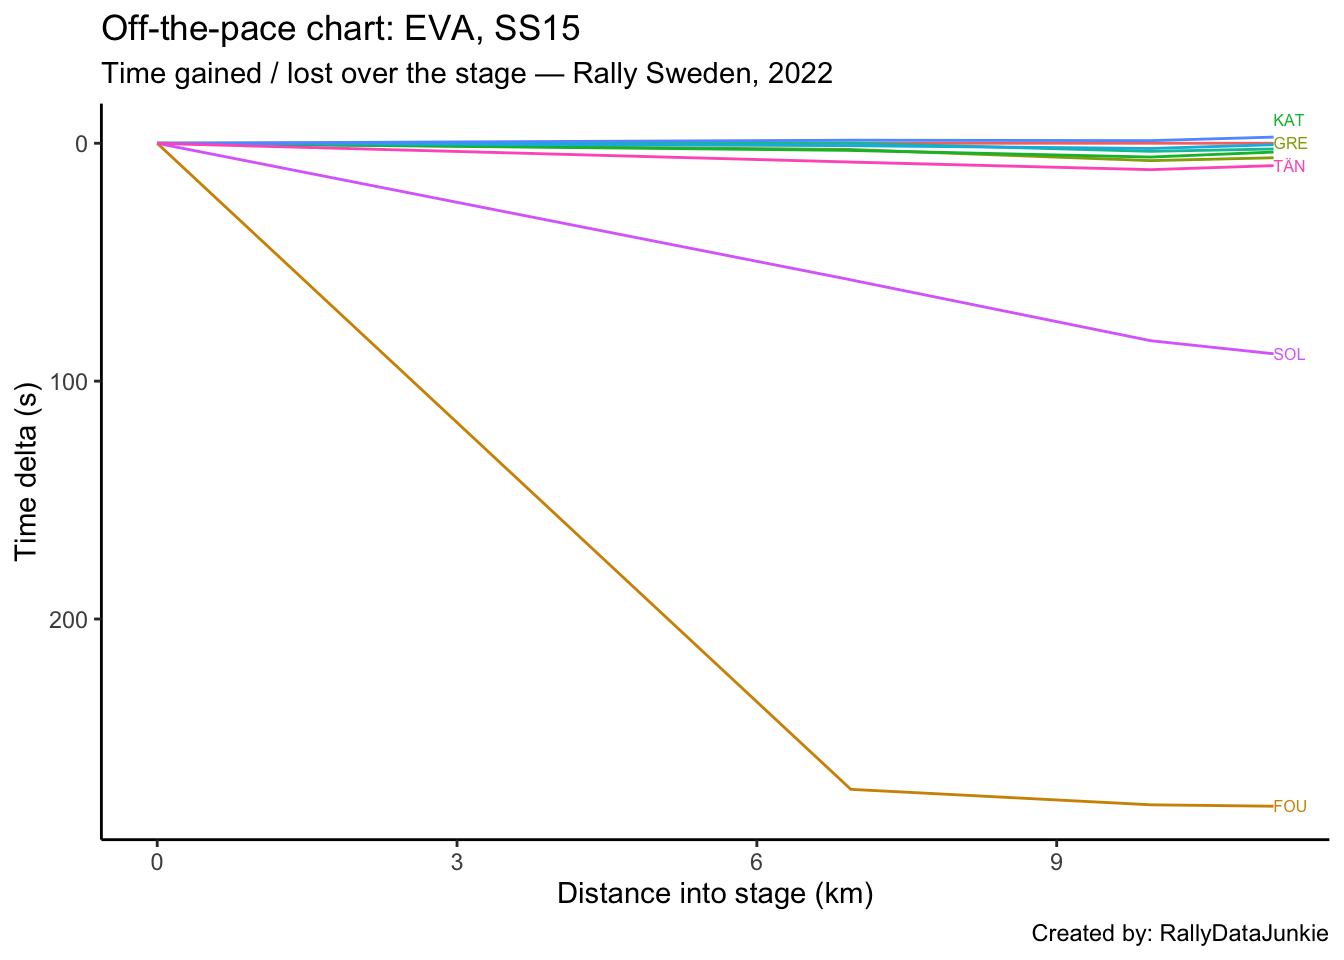 Off-the-pace chart: EVA, SS15
Time gained / lost over the stage — Rally Sweden, 2022
KAT
0
GRE
TÄN
SOL
100
Time delta (s)
200
FOU
0 3 6 9
Distance into stage (km)
Created by: RallyDataJunkie